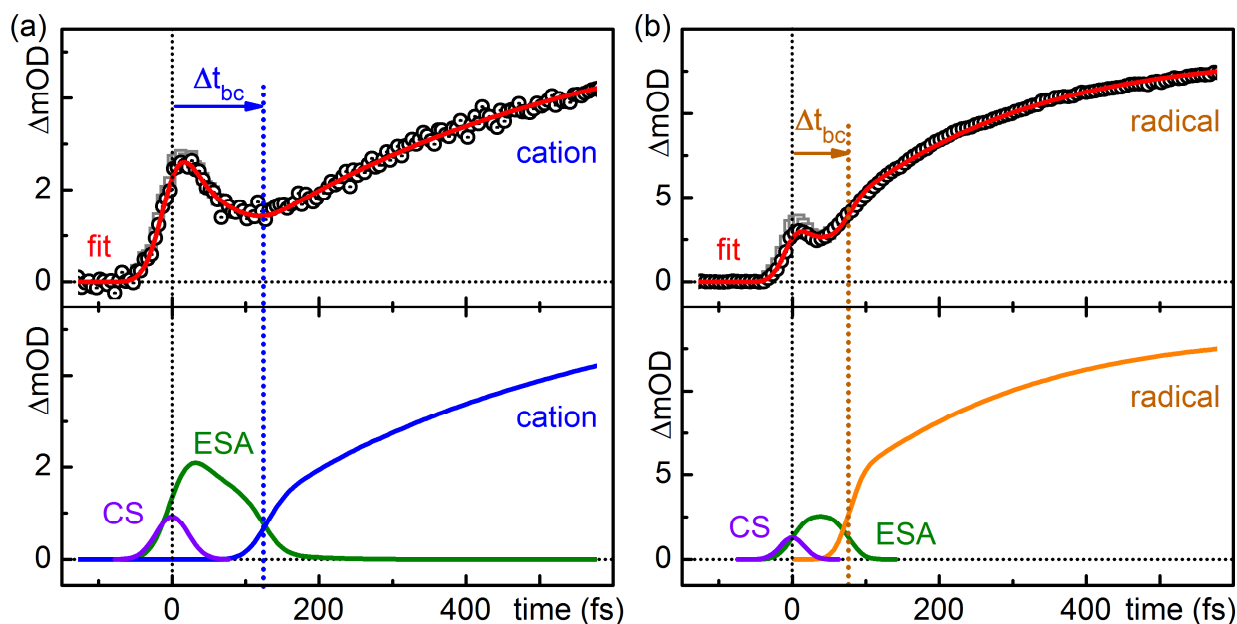 (a)
ΔmOD
2
0
Δt_bc
cation
fit
ΔmOD
2
0
cation
ESA
CS
0 200 400 time (fs)
(b)
ΔmOD
5
0
Δt_bc
radical
fit
ΔmOD
5
0
radical
CS
ESA
0 200 400 time (fs)